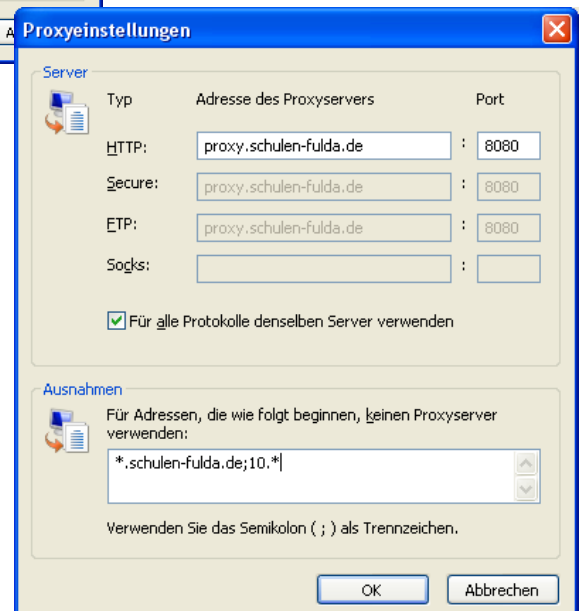 A
Proxyeinstellungen
Server
Typ Adresse des Proxyservers Port
HTTP: proxy.schulen-fulda.de : 8080
Secure: proxy.schulen-fulda.de : 8080
FTP: proxy.schulen-fulda.de : 8080
Socks: :
Für alle Protokolle denselben Server verwenden
Ausnahmen
Für Adressen, die wie folgt beginnen, keinen Proxyserver
verwenden:
*.schulen-fulda.de;10.*
Verwenden Sie das Semikolon ( ; ) als Trennzeichen.
OK Abbrechen